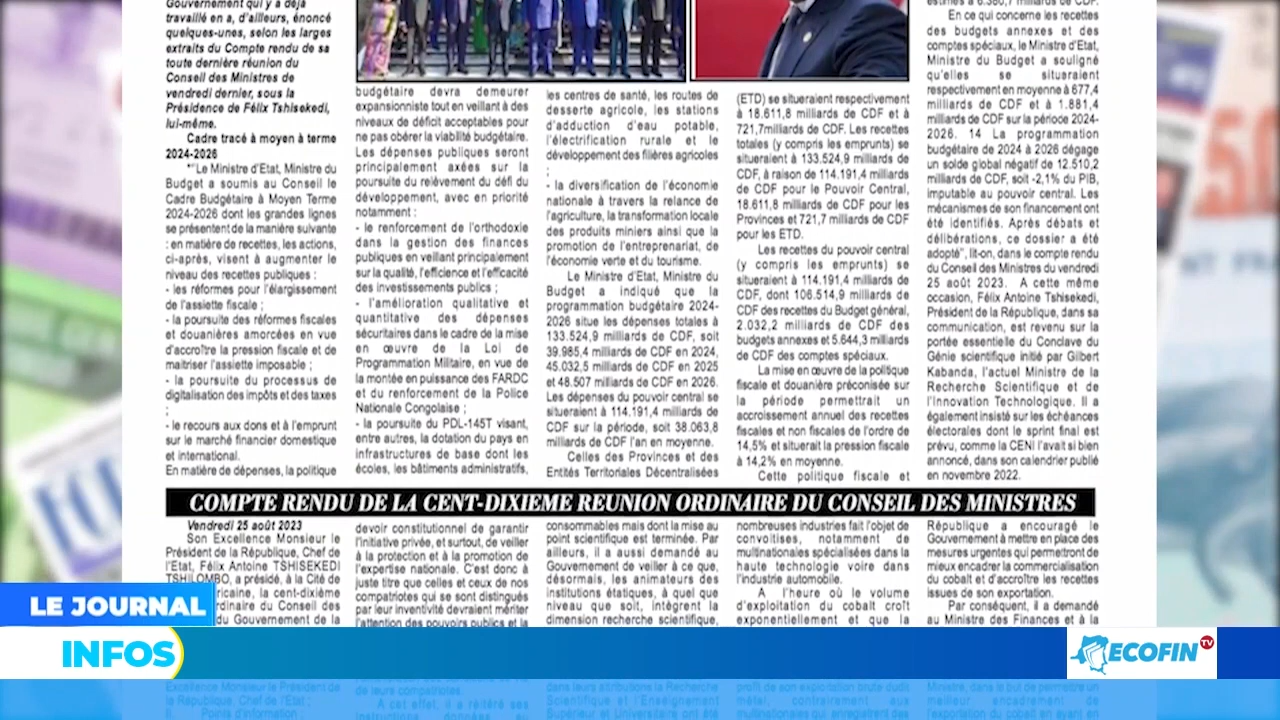 Gouvernement qui y a déjà
travaillé en a, d'ailleurs, énoncé
quelques-unes, selon les larges
extraits du Compte rendu de sa
toute dernière réunion du
Conseil des Ministres de
vendredi dernier, sous la
Présidence de Félix Tshisekedi,
lui-même.
Cadre tracé à moyen à terme
2024-2026
"Le Ministre d'Etat, Ministre du
Budget a soumis au Conseil le
Cadre Budgétaire à Moyen Terme
2024-2026 dont les grandes lignes
se présentent de la manière suivante
: en matière de recettes, les actions,
ci-après, visent à augmenter le
niveau des recettes publiques :
- les réformes pour l'élargissement
de l'assiette fiscale ;
- la poursuite des réformes fiscales
et douanières amorcées en vue
d'accroître la pression fiscale et de
maitriser l'assiette imposable ;
- la poursuite du processus de
digitalisation des impôts et des taxes
;
- le recours aux dons et à l'emprunt
sur le marché financier domestique
et international.
En matière de dépenses, la politique
budgétaire devra demeurer
expansionniste tout en veillant à des
niveaux de déficit acceptables pour
ne pas obérer la viabilité budgétaire.
Les dépenses publiques seront
principalement axées sur la
poursuite du relèvement du défi du
développement, avec en priorité
notamment :
- le renforcement de l'orthodoxie
dans la gestion des finances
publiques en veillant principalement
sur la qualité, l'efficience et l'efficacité
des investissements publics ;
- l'amélioration qualitative et
quantitative des dépenses
sécuritaires dans le cadre de la mise
en œuvre de la Loi de
Programmation Militaire, en vue de
la montée en puissance des FARDC
et du renforcement de la Police
Nationale Congolaise ;
- la poursuite du PDL-145T visant,
entre autres, la dotation du pays en
infrastructures de base dont les
écoles, les bâtiments administratifs,
les centres de santé, les routes de
desserte agricole, les stations
d'adduction d'eau potable,
l'électrification rurale et le
développement des filières agricoles
;
- la diversification de l'économie
nationale à travers la relance de
l'agriculture, la transformation locale
des produits miniers ainsi que la
promotion de l'entreprenariat, de
l'économie verte et du tourisme.
Le Ministre d'Etat, Ministre du
Budget a indiqué que la
programmation budgétaire 2024-
2026 situe les dépenses totales à
133.524,9 milliards de CDF, soit
39.985,4 milliards de CDF en 2024,
45.032,5 milliards de CDF en 2025
et 48.507 milliards de CDF en 2026.
Les dépenses du pouvoir central se
situeraient à 114.191,4 milliards de
CDF sur la période, soit 38.063,8
milliards de CDF l'an en moyenne.
Celles des Provinces et des
Entités Territoriales Décentralisées
(ETD) se situeraient respectivement
à 18.611,8 milliards de CDF et à
721,7milliards de CDF. Les recettes
totales (y compris les emprunts) se
situeraient à 133.524,9 milliards de
CDF, à raison de 114.191,4 milliards
de CDF pour le Pouvoir Central,
18.611,8 milliards de CDF pour les
Provinces et 721,7 milliards de CDF
pour les ETD.
Les recettes du pouvoir central
(y compris les emprunts) se
situeraient à 114.191,4 milliards de
CDF, dont 106.514,9 milliards de
CDF des recettes du Budget général,
2.032,2 milliards de CDF des
budgets annexes et 5.644,3 milliards
de CDF des comptes spéciaux.
La mise en œuvre de la politique
fiscale et douanière préconisée sur
la période permettrait un
accroissement annuel des recettes
fiscales et non fiscales de l'ordre de
14,5% et situerait la pression fiscale
à 14,2% en moyenne.
Cette politique fiscale et
En ce qui concerne les recettes
des budgets annexes et des
comptes spéciaux, le Ministre d'Etat,
Ministre du Budget a souligné
qu'elles se situeraient
respectivement en moyenne à 677,4
milliards de CDF et à 1.881,4
milliards de CDF sur la période 2024-
2026. 14 La programmation
budgétaire de 2024 à 2026 dégage
un solde global négatif de 12.510,2
milliards de CDF, soit -2,1% du PIB,
imputable au pouvoir central. Les
mécanismes de son financement ont
été identifiés. Après débats et
délibérations, ce dossier a été
adopté", lit-on, dans le compte rendu
du Conseil des Ministres du vendredi
25 août 2023. A cette même
occasion, Félix Antoine Tshisekedi,
Président de la République, dans sa
communication, est revenu sur la
portée essentielle du Conclave du
Génie scientifique initié par Gilbert
Kabanda, l'actuel Ministre de la
Recherche Scientifique et de
l'Innovation Technologique. Il a
également insisté sur les échéances
électorales dont le sprint final est
prévu, comme la CENI l'avait si bien
annoncé, dans son calendrier publié
en novembre 2022.
COMPTE RENDU DE LA CENT-DIXIEME REUNION ORDINAIRE DU CONSEIL DES MINISTRES
Vendredi 25 août 2023
Son Excellence Monsieur le
Président de la République, Chef de
l'Etat, Félix Antoine TSHISEKEDI
TSHILOMBO, a présidé, à la Cité de
ricaine, la cent-dixième
rdinaire du Conseil des
du Gouvernement de la
devoir constitutionnel de garantir
l'initiative privée, et surtout, de veiller
à la protection et à la promotion de
l'expertise nationale. C'est donc à
juste titre que celles et ceux de nos
compatriotes qui se sont distingués
par leur inventivité devraient mériter
l'attention des pouvoirs publics et la
consommables mais dont la mise au
point scientifique est terminée. Par
ailleurs, il a aussi demandé au
Gouvernement de veiller à ce que,
désormais, les animateurs des
institutions étatiques, à quel que
niveau que soit, intègrent la
dimension recherche scientifique,
nombreuses industries fait l'objet de
convoitises, notamment de
multinationales spécialisées dans la
haute technologie voire dans
l'industrie automobile.
A l'heure où le volume
d'exploitation du cobalt croît
exponentiellement et que la
République a encouragé le
Gouvernement à mettre en place des
mesures urgentes qui permettront de
mieux encadrer la commercialisation
du cobalt et d'accroître les recettes
issues de son exportation.
Par conséquent, il a demandé
au Ministre des Finances et à la
LE JOURNAL
INFOS
ECOFIN TV